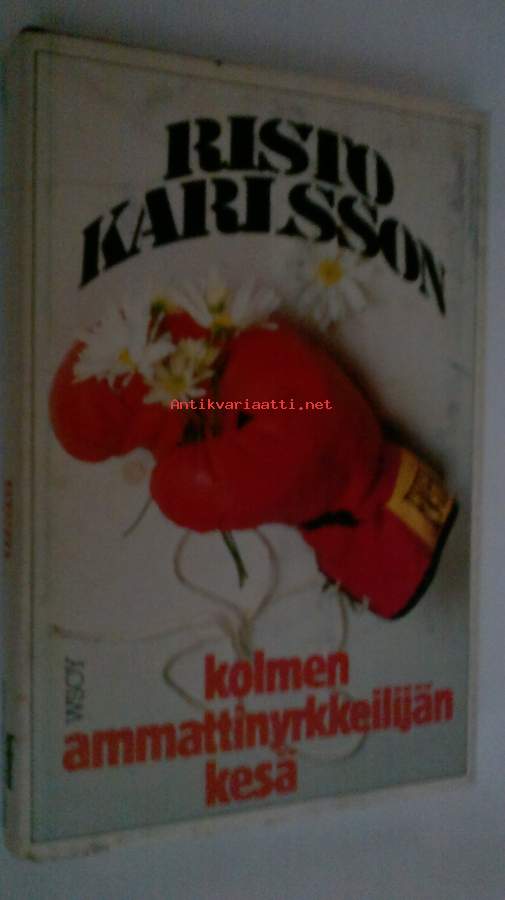 RISTO
KARLSSON
Antikvariaatti.net
WSOY
kolmen
ammattinyrkkeilijän
kesä